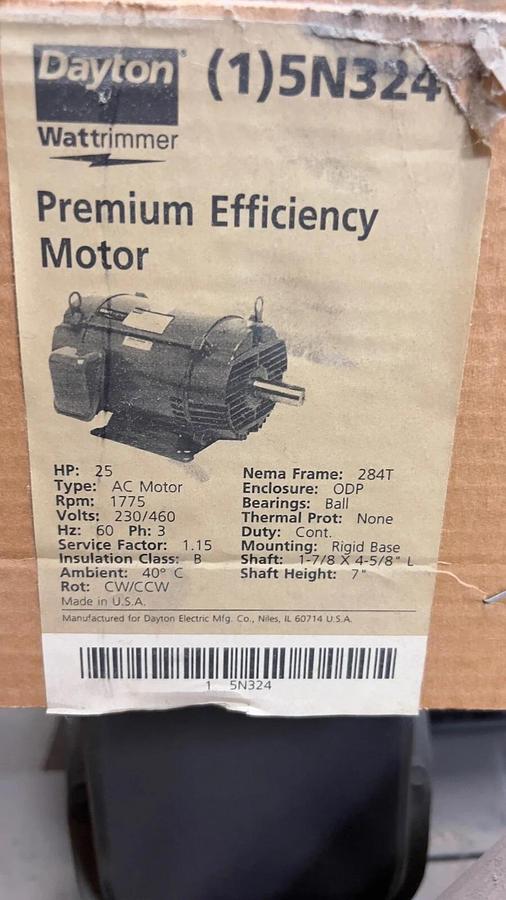 Dayton® (1)5N324
Wattrimmer
Premium Efficiency
Motor
HP: 25
Type: AC Motor
Rpm: 1775
Volts: 230/460
Hz: 60 Ph: 3
Service Factor: 1.15
Insulation Class: B
Ambient: 40° C
Rot: CW/CCW
Made in U.S.A.
Nema Frame: 284T
Enclosure: ODP
Bearings: Ball
Thermal Prot: None
Duty: Cont.
Mounting: Rigid Base
Shaft: 1-7/8 X 4-5/8" L
Shaft Height: 7"
Manufactured for Dayton Electric Mfg. Co., Niles, IL 60714 U.S.A.
1 5N324